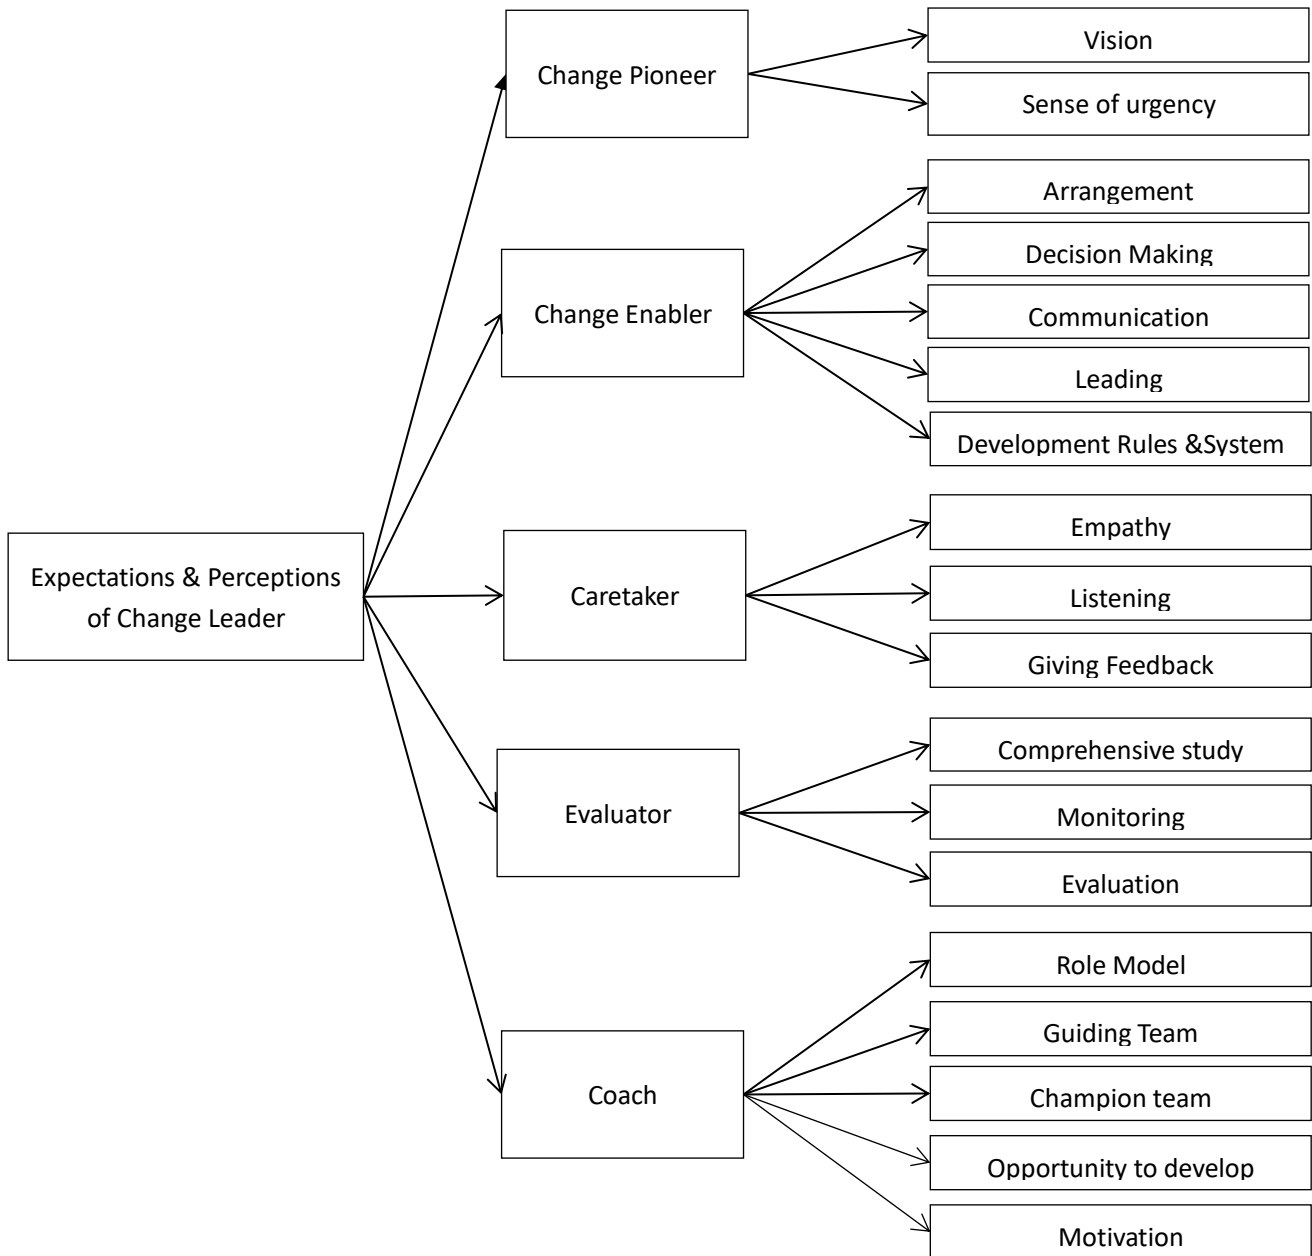 Change Pioneer
Vision
Sense of urgency
Change Enabler
Arrangement
Decision Making
Communication
Leading
Development Rules &System
Expectations & Perceptions
of Change Leader
Caretaker
Empathy
Listening
Giving Feedback
Evaluator
Comprehensive study
Monitoring
Evaluation
Coach
Role Model
Guiding Team
Champion team
Opportunity to develop
Motivation